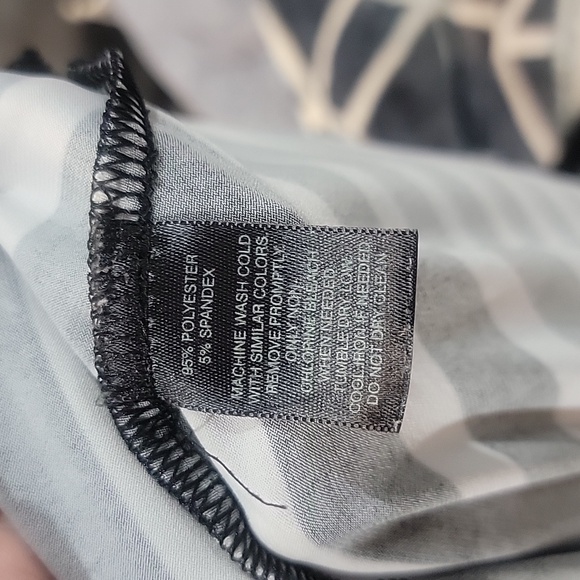 95% POLYESTER
5% SPANDEX
MACHINE WASH COLD
WITH SIMILAR COLORS
REMOVE PROMPTLY
ONLY NON
CHLORINE BLEACH
WHEN NEEDED
TUMBLE DRY LOW
COOL IRON IF NEEDED
DO NOT DRY CLEAN